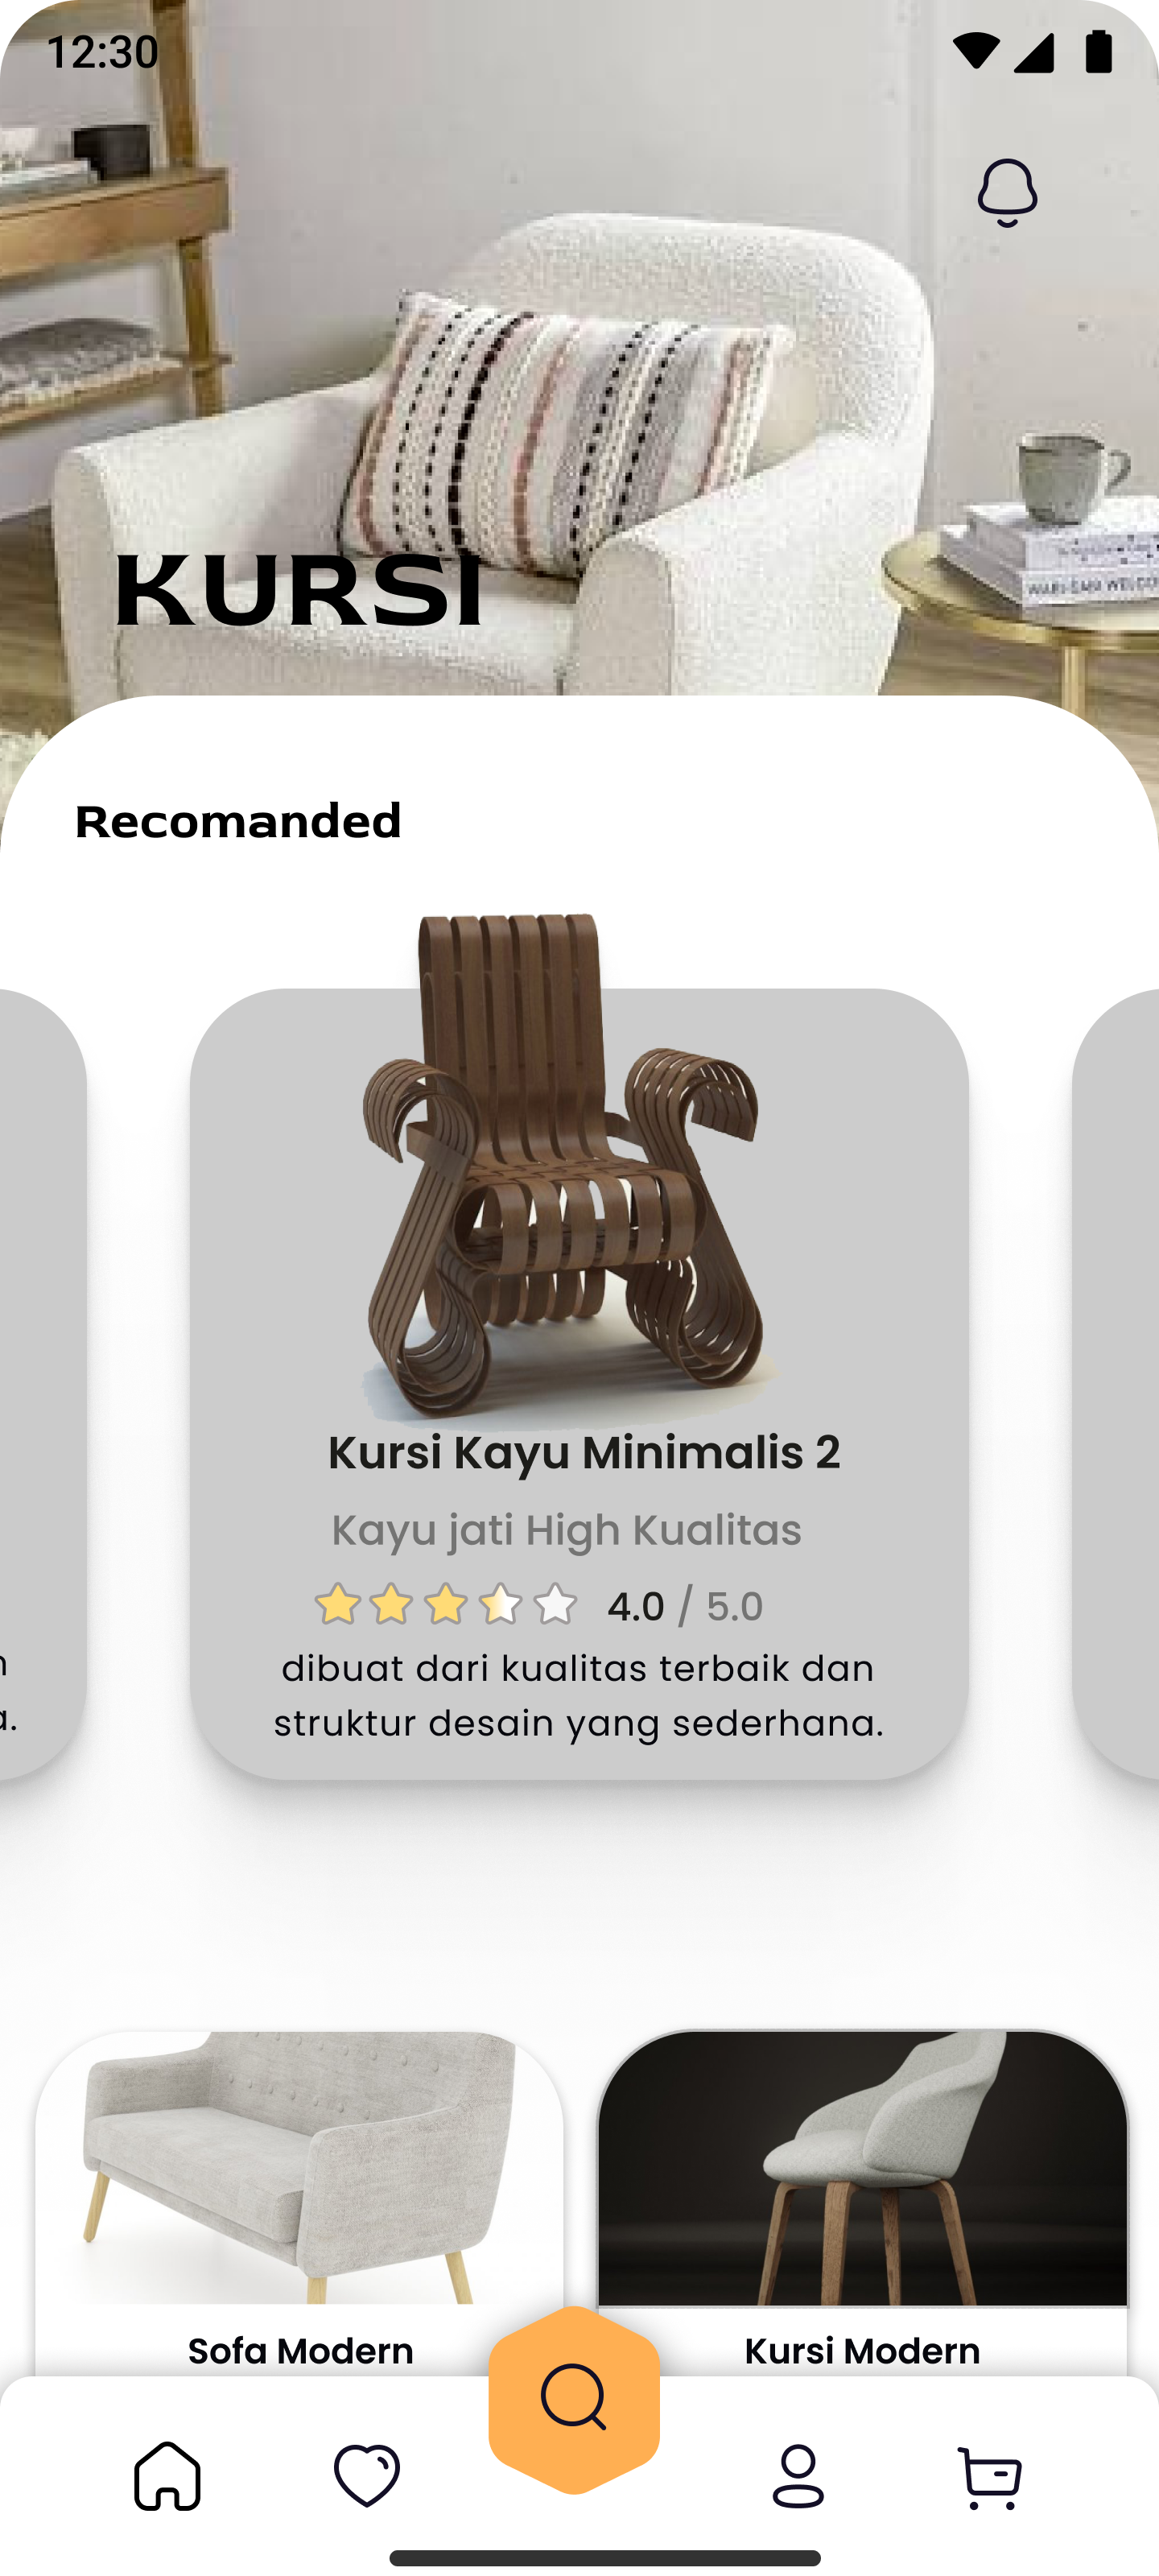 12:30
KURSI
Recomanded
Kursi Kayu Minimalis 2
Kayu jati High Kualitas
4.0 / 5.0
dibuat dari kualitas terbaik dan
struktur desain yang sederhana.
a.
Sofa Modern
Kursi Modern